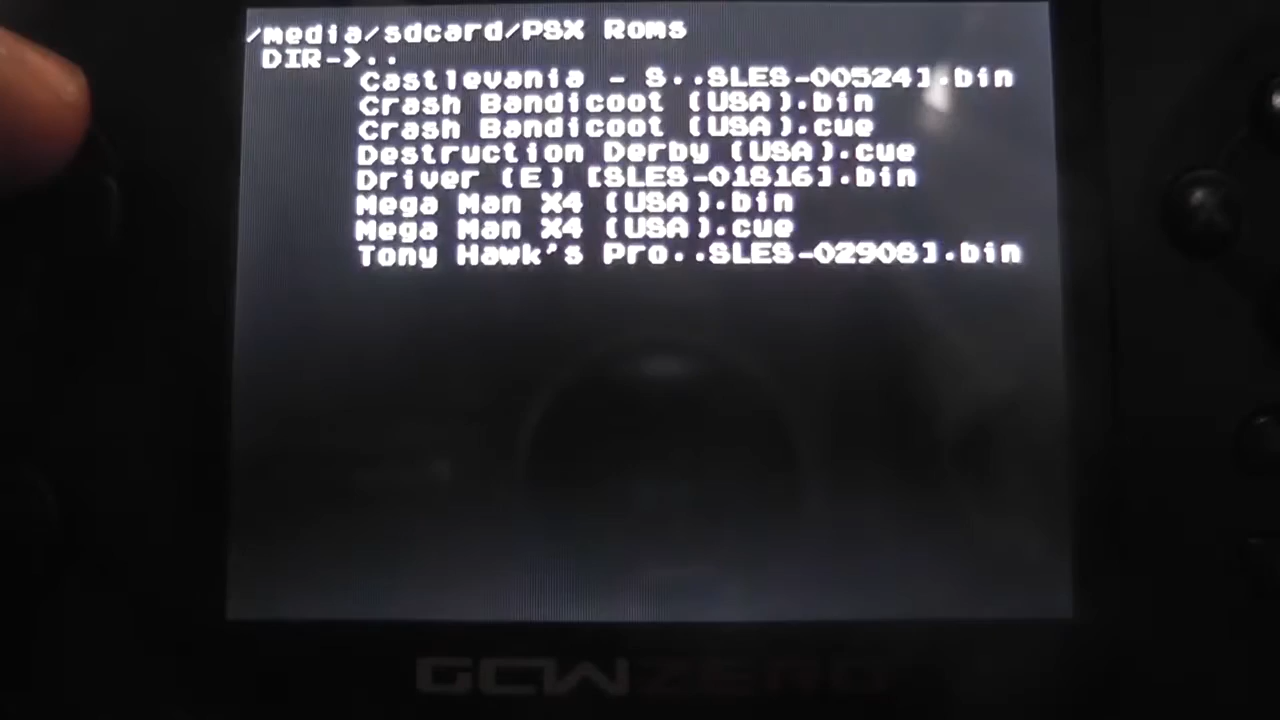 /media/sdcard/PSX Roms
DIR->..
Castlevania - S..SLES-00524].bin
Crash Bandicoot (USA).bin
Crash Bandicoot (USA).cue
Destruction Derby (USA).cue
Driver (E) [SLES-01816].bin
Mega Man X4 (USA).bin
Mega Man X4 (USA).cue
Tony Hawk's Pro..SLES-02908].bin
GCW ZERO